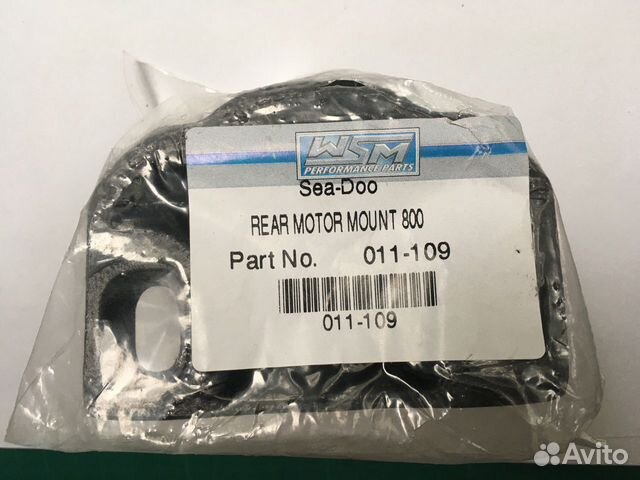 WSM
PERFORMANCE PARTS
Sea-Doo
REAR MOTOR MOUNT 800
Part No. 011-109
011-109
Avito